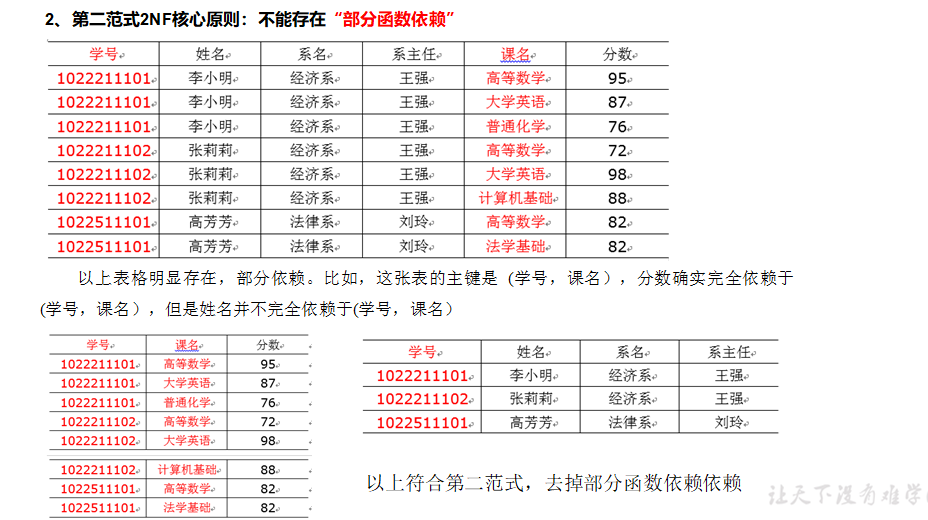 2、第二范式2NF核心原则：不能存在“部分函数依赖”
学号 姓名 系名 系主任 课名 分数
1022211101 李小明 经济系 王强 高等数学 95
1022211101 李小明 经济系 王强 大学英语 87
1022211101 李小明 经济系 王强 普通化学 76
1022211102 张莉莉 经济系 王强 高等数学 72
1022211102 张莉莉 经济系 王强 大学英语 98
1022211102 张莉莉 经济系 王强 计算机基础 88
1022511101 高芳芳 法律系 刘玲 高等数学 82
1022511101 高芳芳 法律系 刘玲 法学基础 82
以上表格明显存在，部分依赖。比如，这张表的主键是 (学号，课名)，分数确实完全依赖于
(学号，课名)，但是姓名并不完全依赖于(学号，课名)
学号 课名 分数
1022211101 高等数学 95
1022211101 大学英语 87
1022211101 普通化学 76
1022211102 高等数学 72
1022211102 大学英语 98
1022211102 计算机基础 88
1022511101 高等数学 82
1022511101 法学基础 82
学号 姓名 系名 系主任
1022211101 李小明 经济系 王强
1022211102 张莉莉 经济系 王强
1022511101 高芳芳 法律系 刘玲
以上符合第二范式，去掉部分函数依赖依赖
让天下没有难学